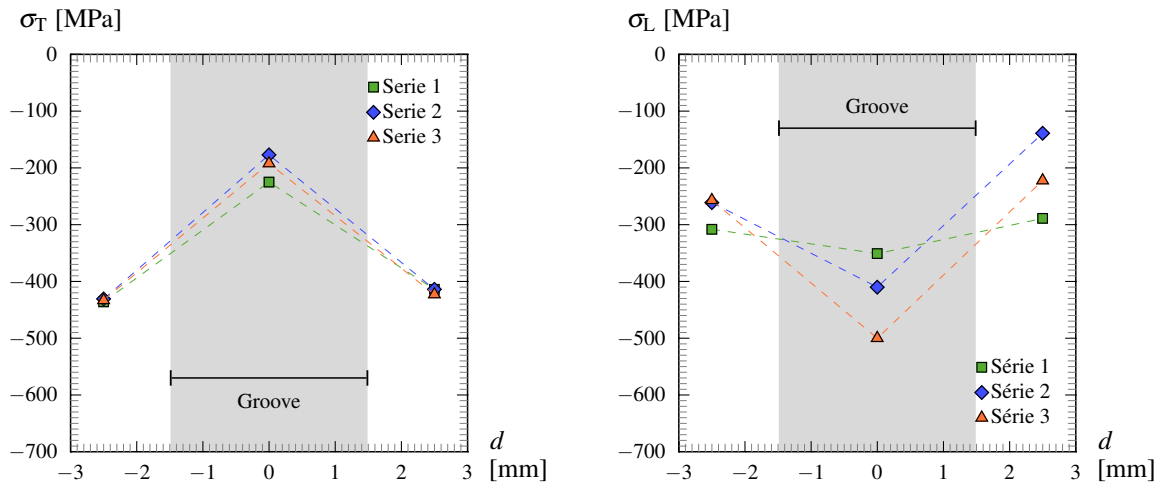 σT [MPa]
0
−100
−200
−300
−400
−500
−600
−700
−3
−2
−1
0
1
2
3
d
[mm]
Serie 1
Serie 2
Serie 3
Groove
σL [MPa]
0
−100
−200
−300
−400
−500
−600
−700
−3
−2
−1
0
1
2
3
d
[mm]
Groove
Série 1
Série 2
Série 3